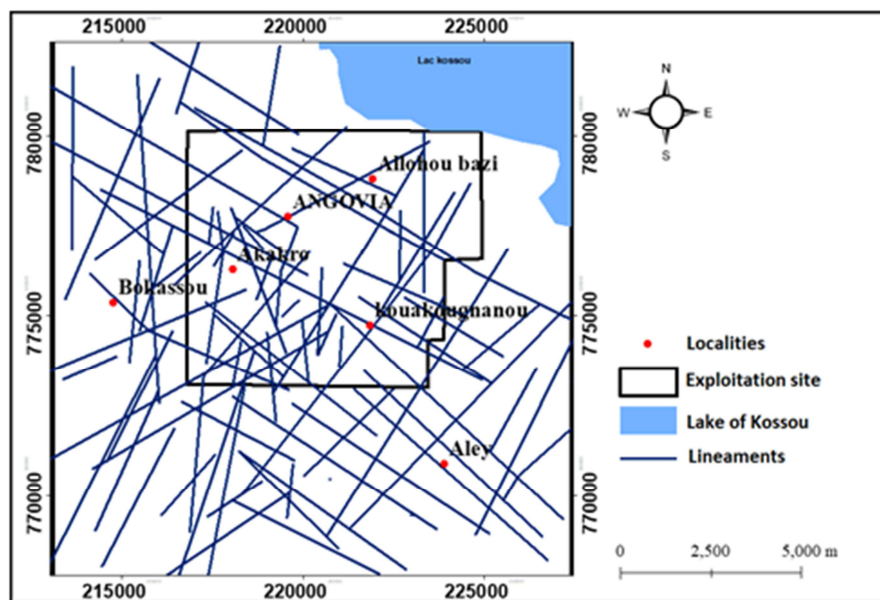 215000 220000 225000
Lac kossou
780000
780000
N
W E
S
Allohou bazi
ANGOVIA
Akakro
Bokassou
775000
775000
kouakougnanou
Localities
Exploitation site
Lake of Kossou
Lineaments
Aley
770000
770000
0 2,500 5,000 m
215000 220000 225000